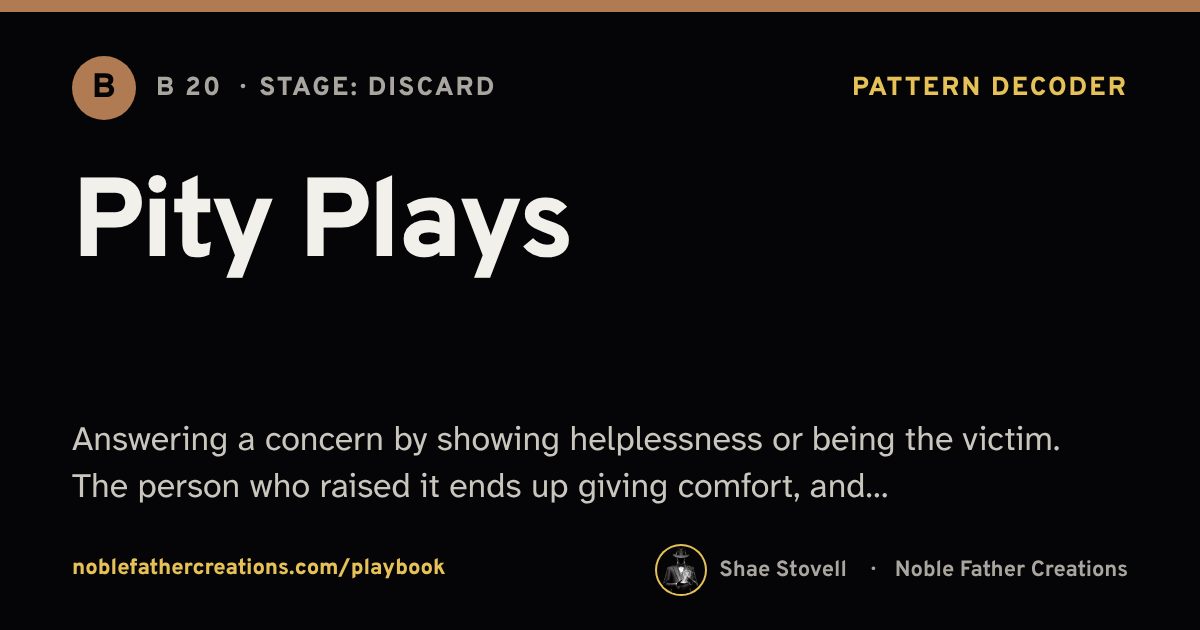 B
B 20 · STAGE: DISCARD
PATTERN DECODER
Pity Plays
Answering a concern by showing helplessness or being the victim.
The person who raised it ends up giving comfort, and...
noblefathercreations.com/playbook
Shae Stovell · Noble Father Creations